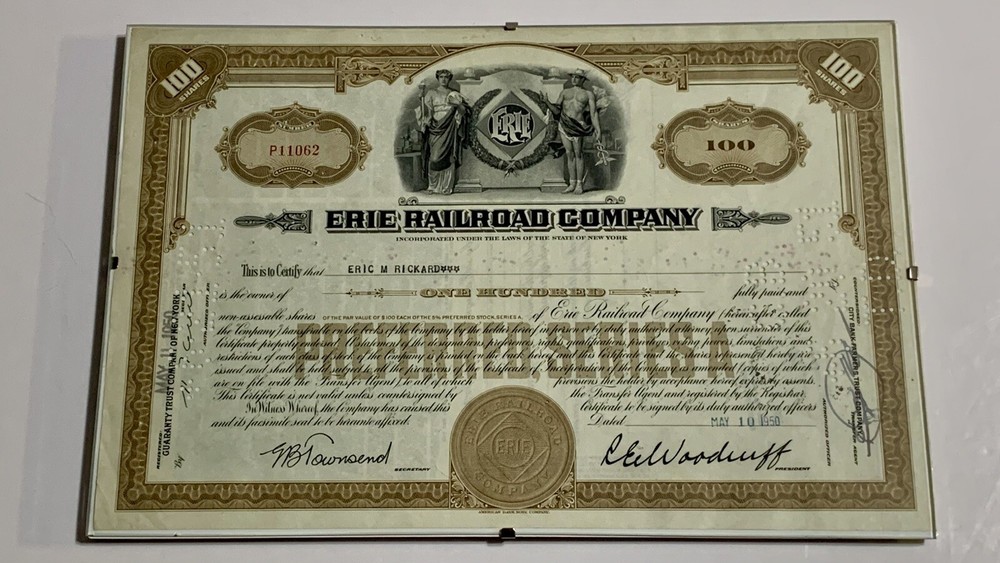 100
SHARES
100
SHARES
NUMBER
P11062
ERIE
SHARES
100
ERIE RAILROAD COMPANY
INCORPORATED UNDER THE LAWS OF THE STATE OF NEW YORK
This is to Certify that ERIC M RICKARD
is the owner of ONE HUNDRED fully paid and
non-assessable shares OF THE PAR VALUE OF $100 EACH OF THE 5% PREFERRED STOCK, SERIES A, of Erie Railroad Company (hereinafter called
the Company) transferable on the books of the Company by the holder hereof in person or by duly authorized attorney upon surrender of this
Certificate properly endorsed. A statement of the designations, preferences, rights, qualifications, privileges, voting powers, limitations and
restrictions of each class of stock of the Company is printed on the back hereof and this Certificate and the shares represented hereby are
issued and shall be held subject to all of the provisions of the Certificate of Incorporation of the Company, as amended (copies of which
are on file with the Transfer Agent), to all of which provisions the holder by acceptance hereof expressly assents.
This Certificate is not valid unless countersigned by the Transfer Agent and registered by the Registrar.
In Witness Whereof, the Company has caused this Certificate to be signed by its duly authorized officers
and its facsimile seal to be hereunto affixed. Dated MAY 10 1950
G B Townsend
SECRETARY
R E Woodruff
PRESIDENT
ERIE RAILROAD
ERIE
COMPANY
MAY 11 1950
GUARANTY TRUST COMPANY OF NEW YORK
By
CITY BANK FARMERS TRUST COMPANY
AMERICAN BANK NOTE COMPANY